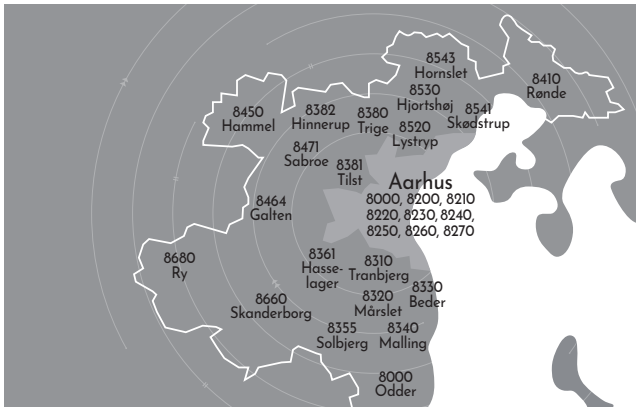 8543
Hornslet
8410
Rønde
8530
Hjortshøj
8541
Skødstrup
8450
Hammel
8382
Hinnerup
8380
Trige
8520
Lystryp
8471
Sabroe
8381
Tilst
Aarhus
8000, 8200, 8210
8220, 8230, 8240,
8250, 8260, 8270
8464
Galten
8680
Ry
8361
Hasse-
lager
8310
Tranbjerg
8330
Beder
8660
Skanderborg
8320
Mårslet
8355
Solbjerg
8340
Malling
8000
Odder